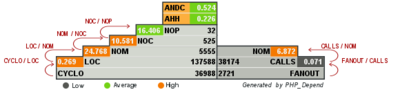 ANDC 0.524
NOC / NOP AHH 0.226
NOM / NOC 16.406 NOP 32
LOC / NOM 10.581 NOC 525 CALLS / NOM
24.768 NOM 5555 NOM 6.872
CYCLO / LOC 0.269 LOC 137588 38174 CALLS 0.071 FANOUT / CALLS
CYCLO 36988 2721 FANOUT
Low Average High Generated by PHP_Depend